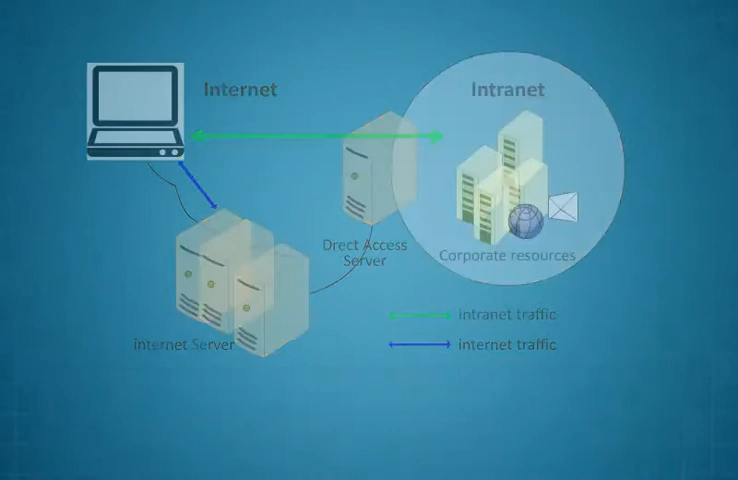 Internet
Intranet
Drect Access
Server
Corporate resources
intranet traffic
internet Server
internet traffic